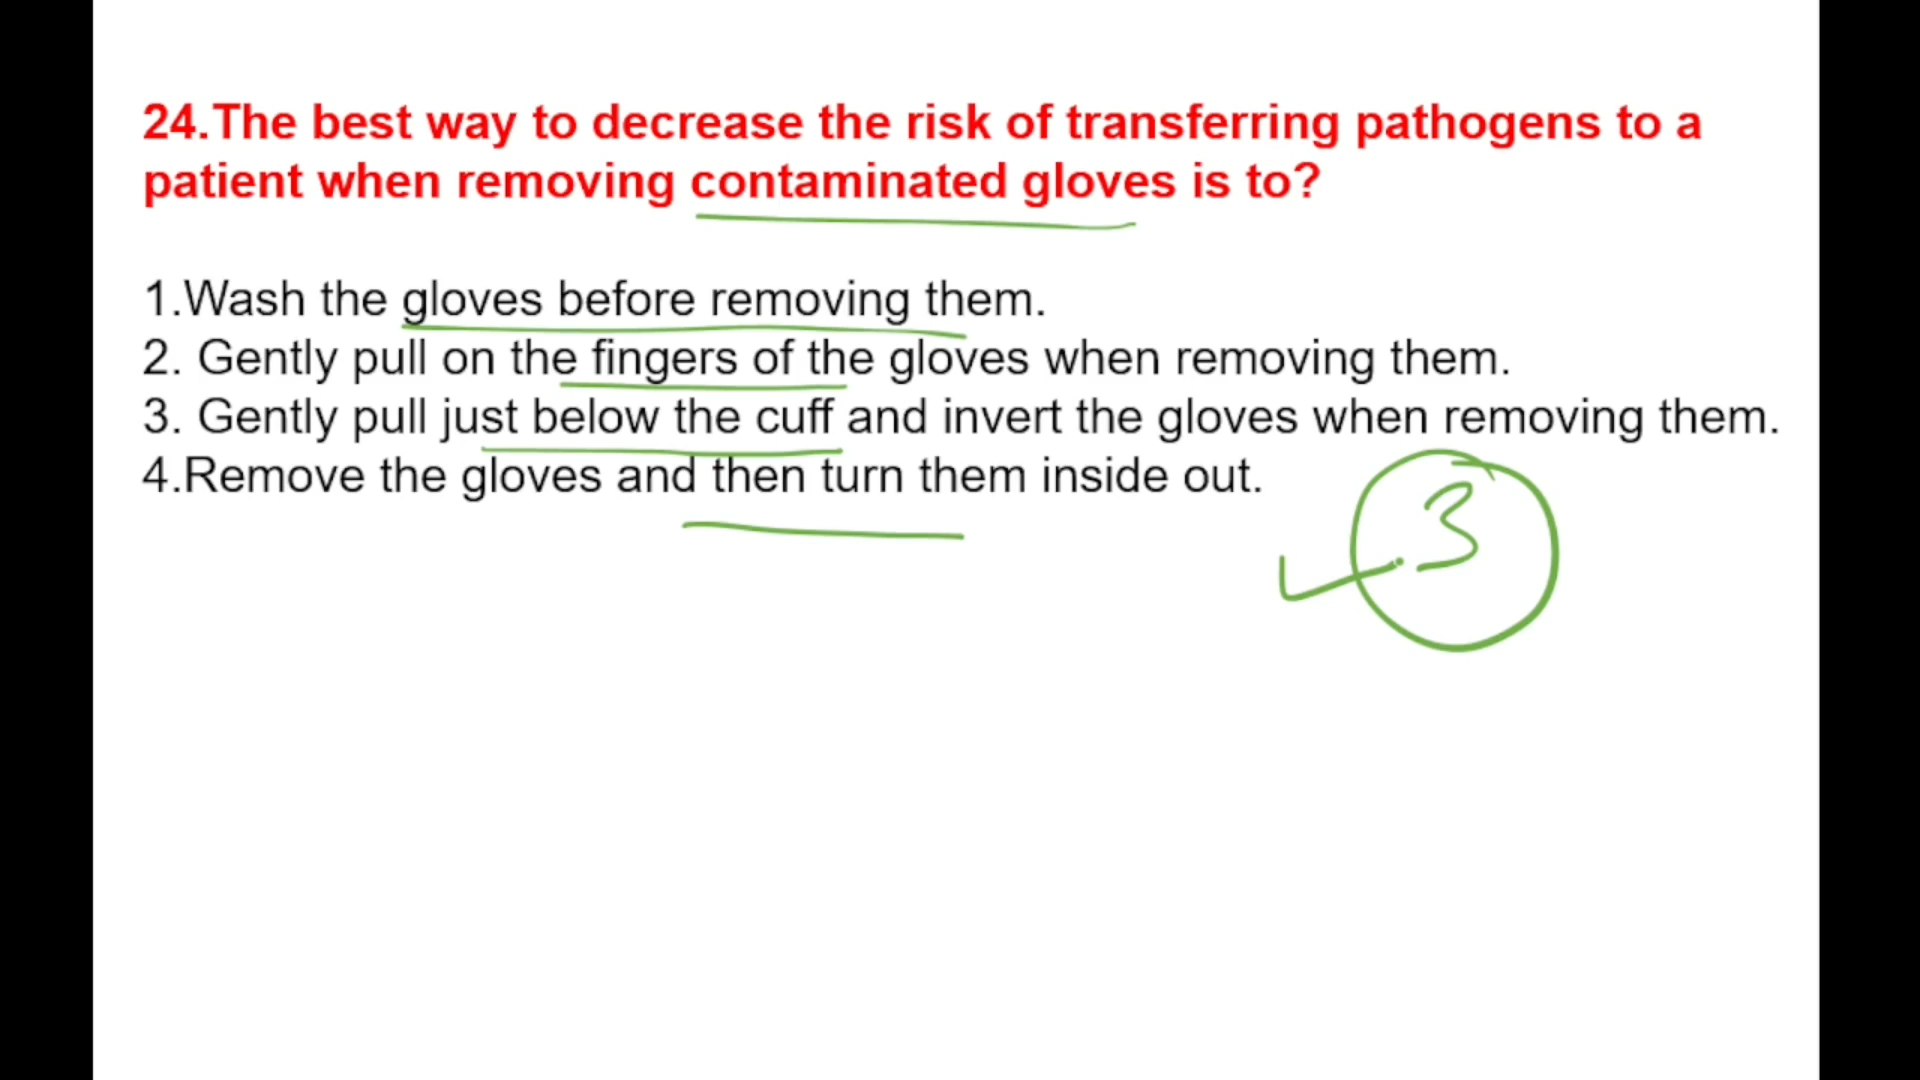 24.The best way to decrease the risk of transferring pathogens to a
patient when removing contaminated gloves is to?
1.Wash the gloves before removing them.
2. Gently pull on the fingers of the gloves when removing them.
3. Gently pull just below the cuff and invert the gloves when removing them.
4.Remove the gloves and then turn them inside out.
3